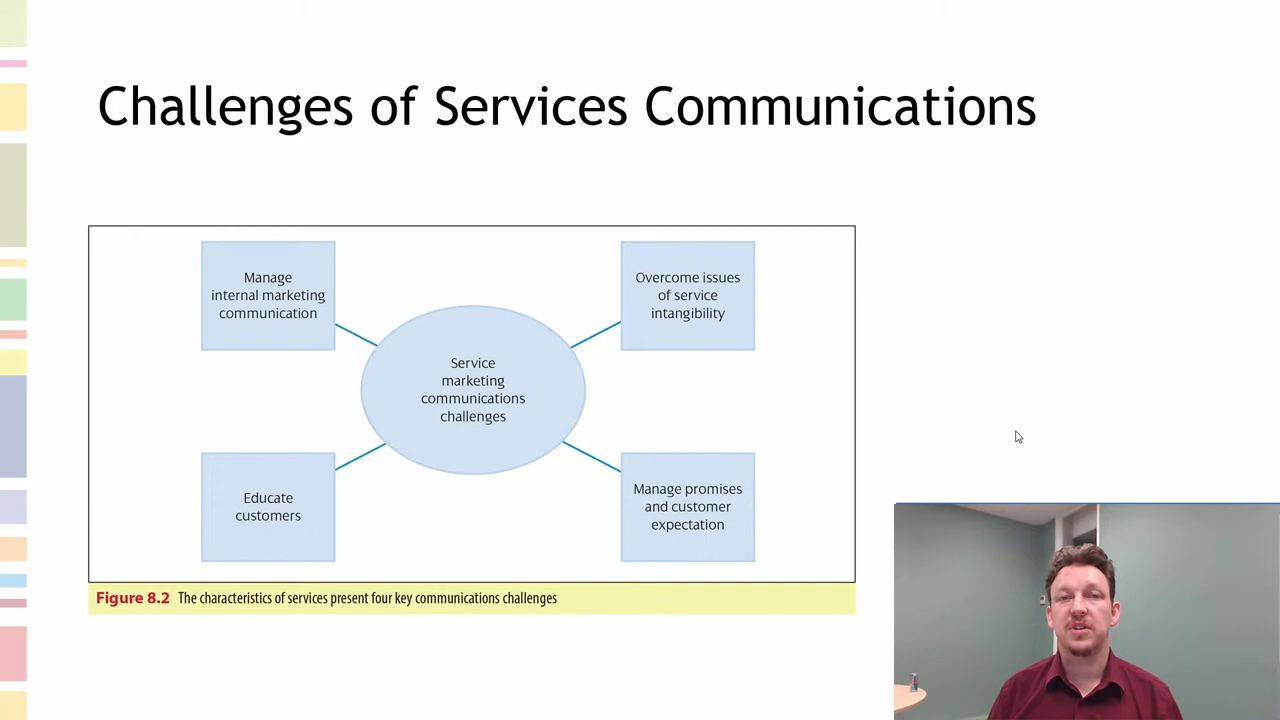 Challenges of Services Communications
Manage
internal marketing
communication
Overcome issues
of service
intangibility
Service
marketing
communications
challenges
Educate
customers
Manage promises
and customer
expectation
Figure 8.2 The characteristics of services present four key communications challenges